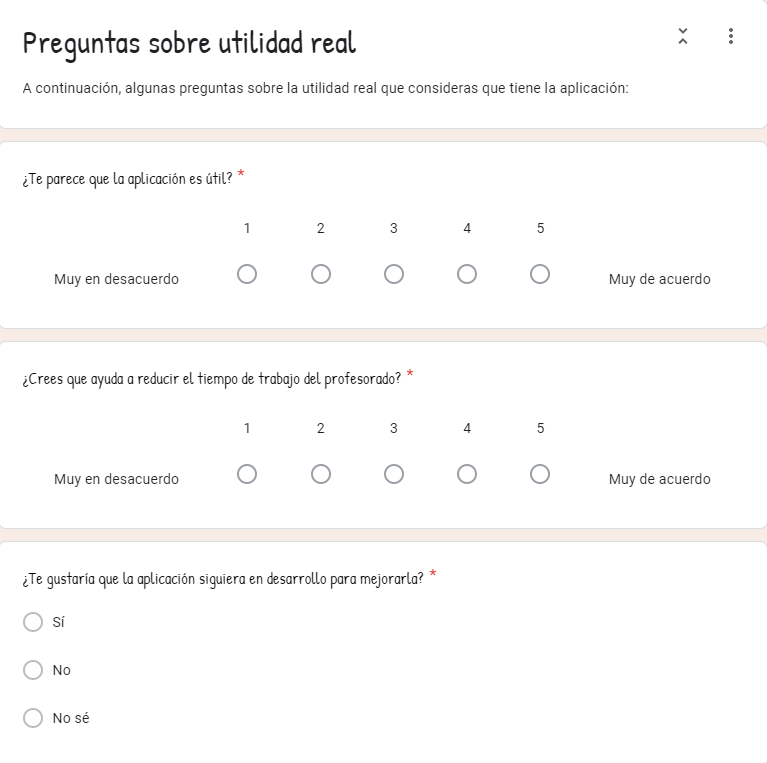 Preguntas sobre utilidad real
A continuación, algunas preguntas sobre la utilidad real que consideras que tiene la aplicación:
¿Te parece que la aplicación es útil? *
1 2 3 4 5
Muy en desacuerdo Muy de acuerdo
¿Crees que ayuda a reducir el tiempo de trabajo del profesorado? *
1 2 3 4 5
Muy en desacuerdo Muy de acuerdo
¿Te gustaría que la aplicación siguiera en desarrollo para mejorarla? *
Sí
No
No sé